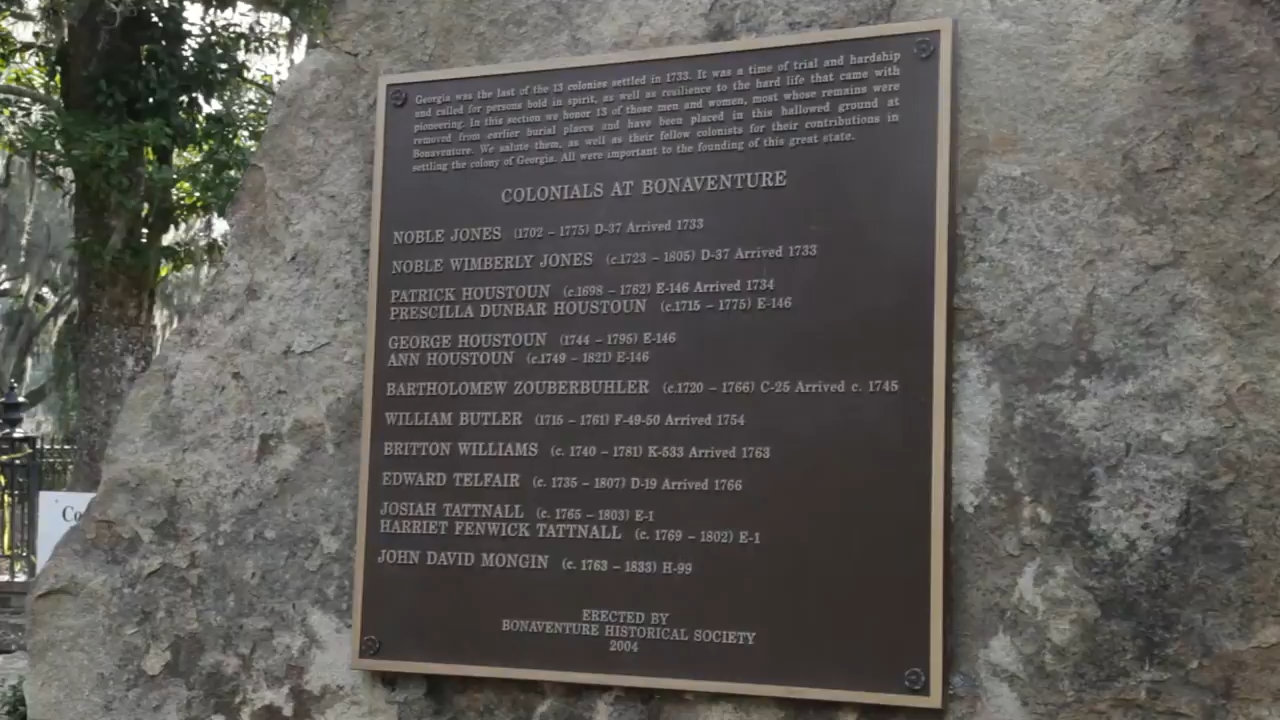 Georgia was the last of the 13 colonies settled in 1733. It was a time of trial and hardship
and called for persons bold in spirit, as well as resilience to the hard life that came with
pioneering. In this section we honor 13 of those men and women, most whose remains were
removed from earlier burial places and have been placed in this hallowed ground at
Bonaventure. We salute them, as well as their fellow colonists for their contributions in
settling the colony of Georgia. All were important to the founding of this great state.
COLONIALS AT BONAVENTURE
NOBLE JONES (1702 – 1775) D-37 Arrived 1733
NOBLE WIMBERLY JONES (c.1723 – 1805) D-37 Arrived 1733
PATRICK HOUSTOUN (c.1698 – 1762) E-146 Arrived 1734
PRESCILLA DUNBAR HOUSTOUN (c.1715 – 1775) E-146
GEORGE HOUSTOUN (1744 – 1795) E-146
ANN HOUSTOUN (c.1749 – 1821) E-146
BARTHOLOMEW ZOUBERBUHLER (c.1720 – 1766) C-25 Arrived c. 1745
WILLIAM BUTLER (1715 – 1761) F-49-50 Arrived 1754
BRITTON WILLIAMS (c. 1740 – 1781) K-533 Arrived 1763
EDWARD TELFAIR (c. 1735 – 1807) D-19 Arrived 1766
JOSIAH TATTNALL (c. 1765 – 1803) E-1
HARRIET FENWICK TATTNALL (c. 1769 – 1802) E-1
JOHN DAVID MONGIN (c. 1763 – 1833) H-99
ERECTED BY
BONAVENTURE HISTORICAL SOCIETY
2004
Co